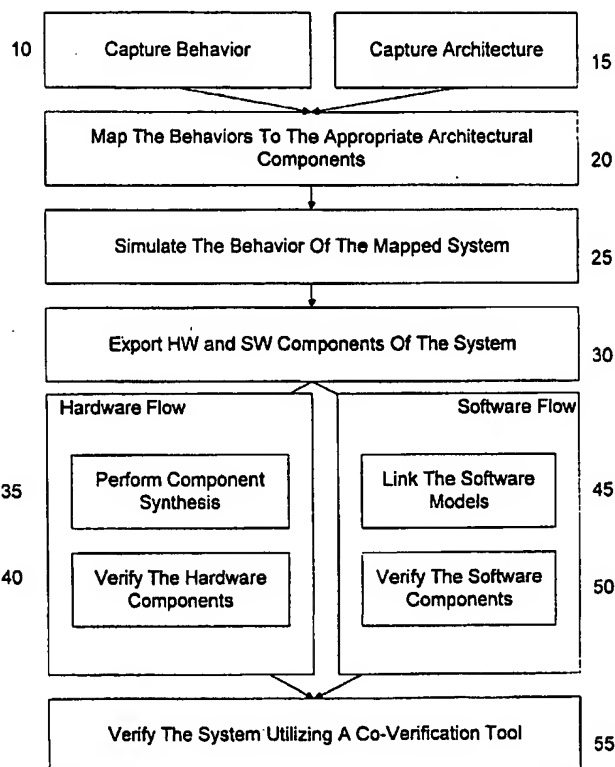 10
Capture Behavior
Capture Architecture
15
Map The Behaviors To The Appropriate Architectural
Components
20
Simulate The Behavior Of The Mapped System
25
Export HW and SW Components Of The System
30
Hardware Flow
Software Flow
35
Perform Component
Synthesis
Link The Software
Models
45
40
Verify The Hardware
Components
Verify The Software
Components
50
Verify The System Utilizing A Co-Verification Tool
55